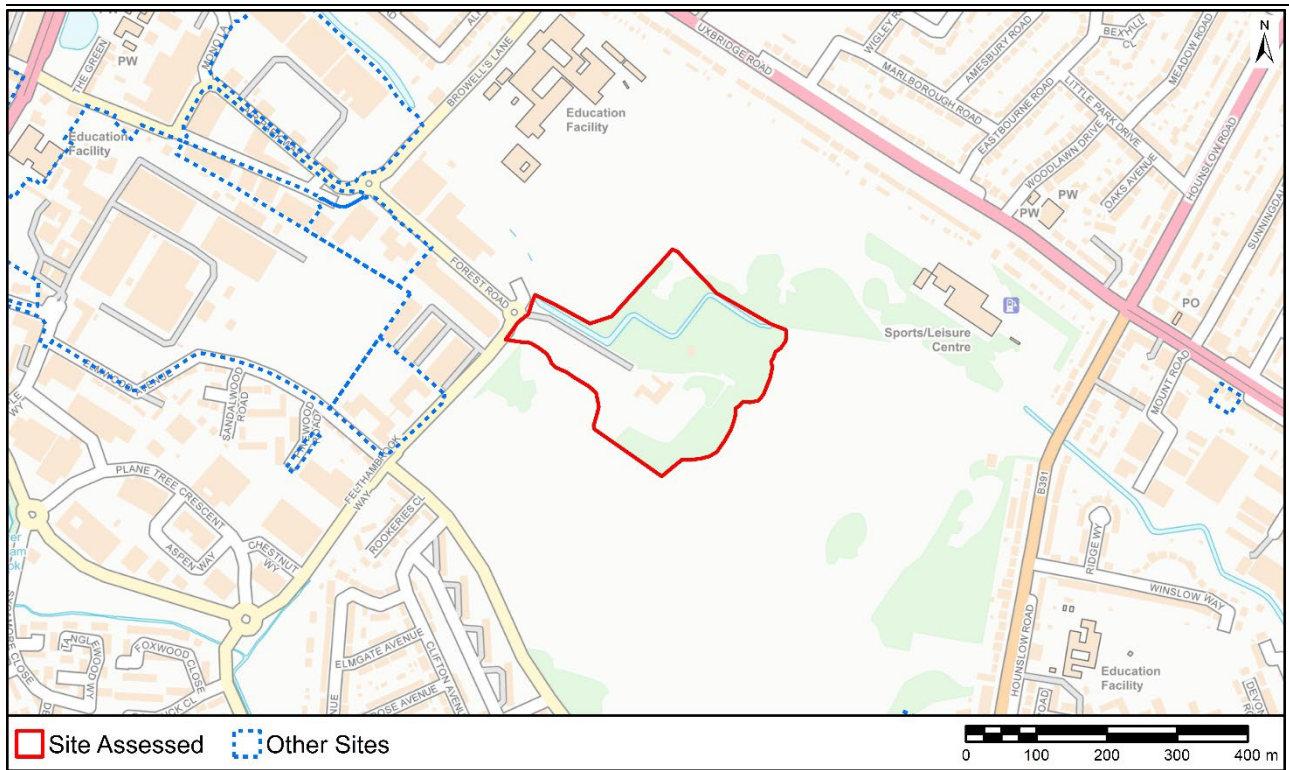 N
UXBRIDGE ROAD
WIGLEY
AMESBURY ROAD
MARLBOROUGH ROAD
EASTBOURNE ROAD
BEXHILL
CL
MEADOW ROAD
LITTLE PARK DRIVE
WOODLAWN DRIVE
OAKS AVENUE
HOUNSLOW ROAD
PW
PW
THE GREEN
PW
BROWELL'S LANE
Education
Facility
Education
Facility
FOREST ROAD
Sports/Leisure
Centre
PO
MOUNT ROAD
SANDALWOOD
ROAD
FELTHAMBROOK
WAY
PLANE TREE CRESCENT
ASPEN
WAY
CHESTNUT
WY
ROOKERIES CL
B391
RIDGE WY
WINSLOW WAY
HOUNSLOW ROAD
Education
Facility
FOXWOOD CLOSE
ELMGATE AVENUE
CLIFTON AVENUE
Site Assessed
Other Sites
0 100 200 300 400 m